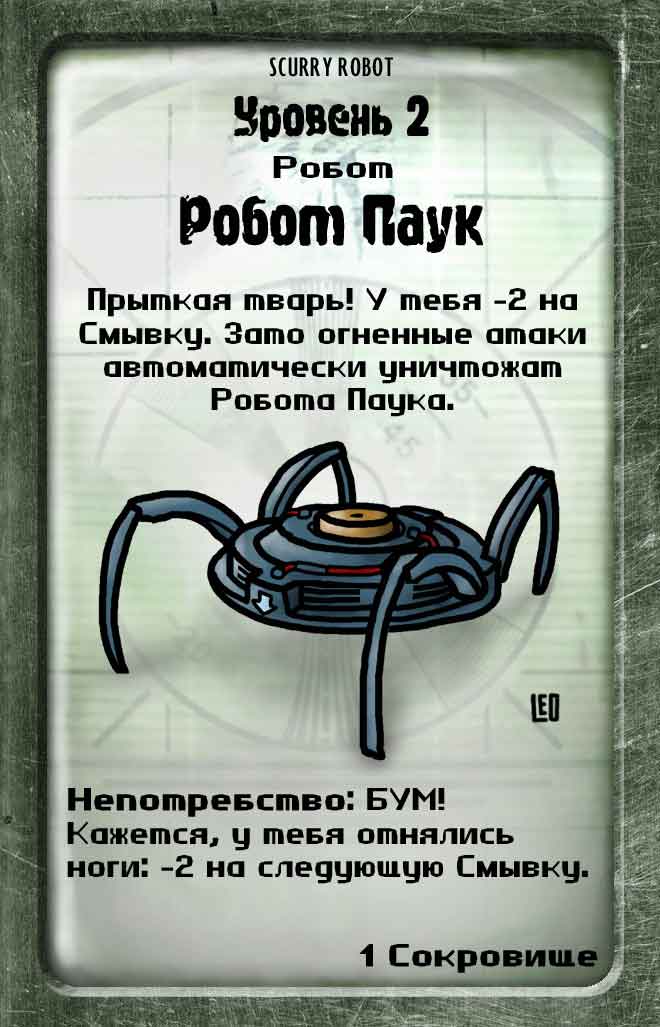 SCURRY ROBOT
Уровень 2
Робот
Робот Паук
Прыткая тварь! У тебя -2 на
Смывку. Зато огненные атаки
автоматически уничтожат
Робота Паука.
45
LEO
Непотребство: БУМ!
Кажется, у тебя отнялись
ноги: -2 на следующую Смывку.
1 Сокровище